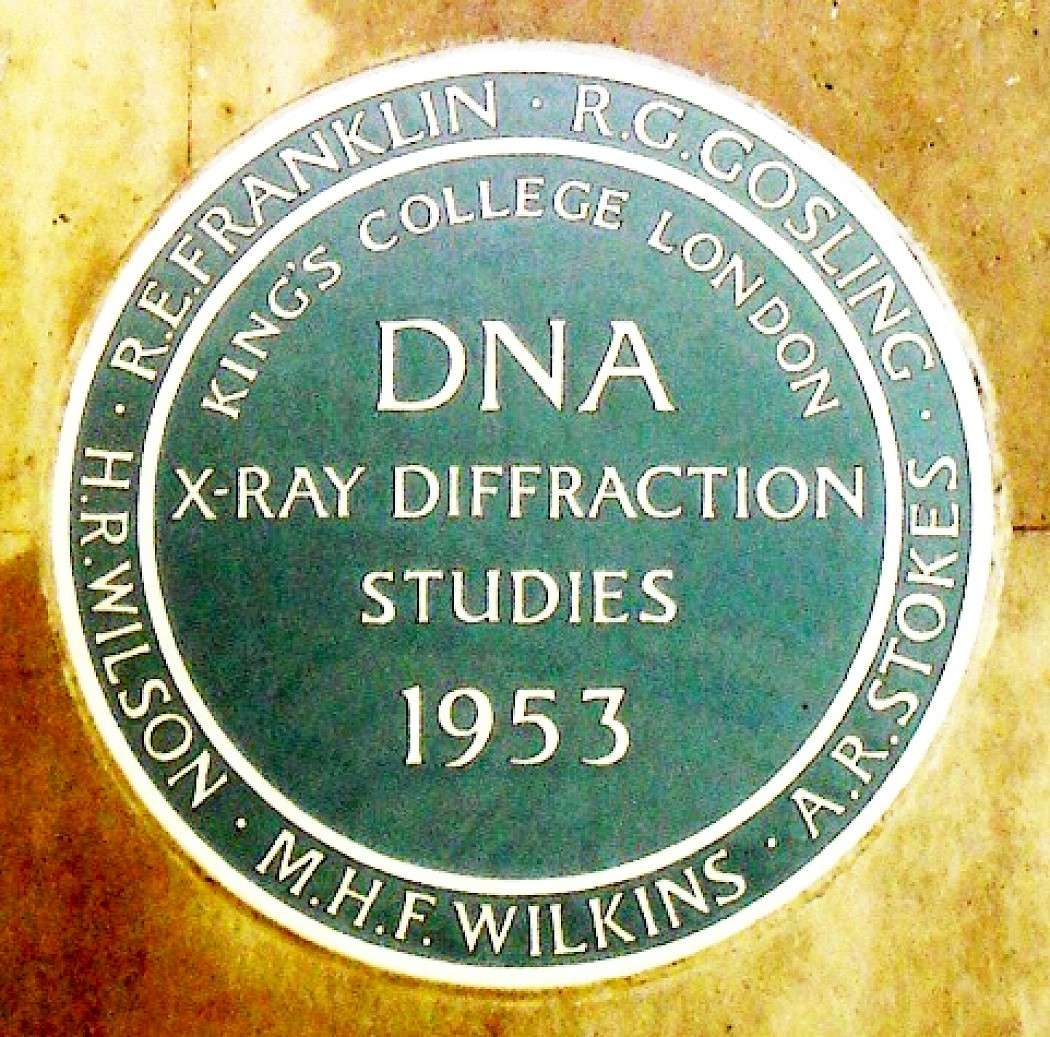 R.E.FRANKLIN · R.G.GOSLING · A.R.STOKES · M.H.F.WILKINS · H.R.WILSON ·
KING'S COLLEGE LONDON
DNA
X-RAY DIFFRACTION
STUDIES
1953